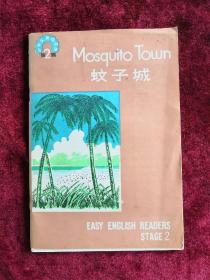 2
Mosquito Town
蚊子城
EASY ENGLISH READERS
STAGE 2